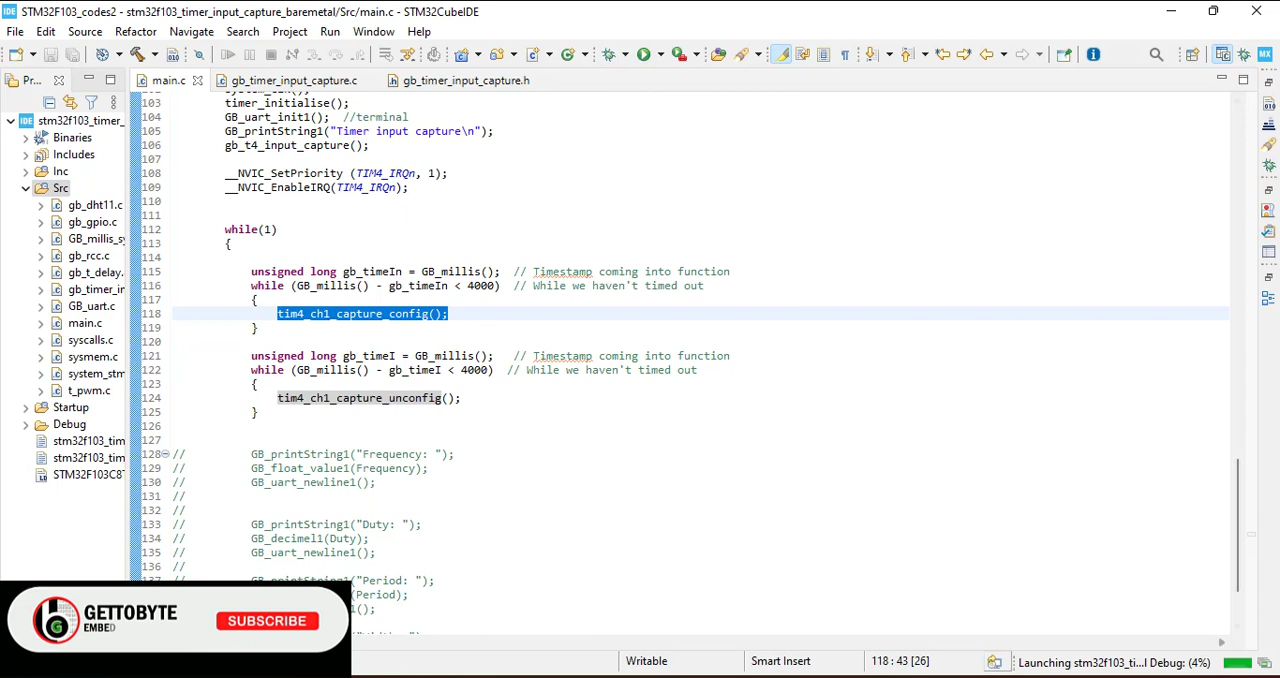 STM32F103_codes2 - stm32f103_timer_input_capture_baremetal/Src/main.c - STM32CubeIDE
File Edit Source Refactor Navigate Search Project Run Window Help
Pr... main.c gb_timer_input_capture.c gb_timer_input_capture.h
stm32f103_timer_
Binaries
Includes
Inc
Src
gb_dht11.c
gb_gpio.c
GB_millis_sy
gb_rcc.c
gb_t_delay.
gb_timer_in
GB_uart.c
main.c
syscalls.c
sysmem.c
system_stm
t_pwm.c
Startup
Debug
stm32f103_tim
stm32f103_tim
STM32F103C8T
103 timer_initialise();
104 GB_uart_init1(); //terminal
105 GB_printString1("Timer input capture\n");
106 gb_t4_input_capture();
107
108 __NVIC_SetPriority (TIM4_IRQn, 1);
109 __NVIC_EnableIRQ(TIM4_IRQn);
110
111
112 while(1)
113 {
114
115 unsigned long gb_timeIn = GB_millis(); // Timestamp coming into function
116 while (GB_millis() - gb_timeIn < 4000) // While we haven't timed out
117 {
118 tim4_ch1_capture_config();
119 }
120
121 unsigned long gb_timeI = GB_millis(); // Timestamp coming into function
122 while (GB_millis() - gb_timeI < 4000) // While we haven't timed out
123 {
124 tim4_ch1_capture_unconfig();
125 }
126
127
128 // GB_printString1("Frequency: ");
129 // GB_float_value1(Frequency);
130 // GB_uart_newline1();
131 //
132 //
133 // GB_printString1("Duty: ");
134 // GB_decimel1(Duty);
135 // GB_uart_newline1();
136 //
137 // GB_printString1("Period: ");
(Period);
GETTOBYTE
EMBED
SUBSCRIBE
Writable Smart Insert 118 : 43 [26] Launching stm32f103_ti...l Debug: (4%)